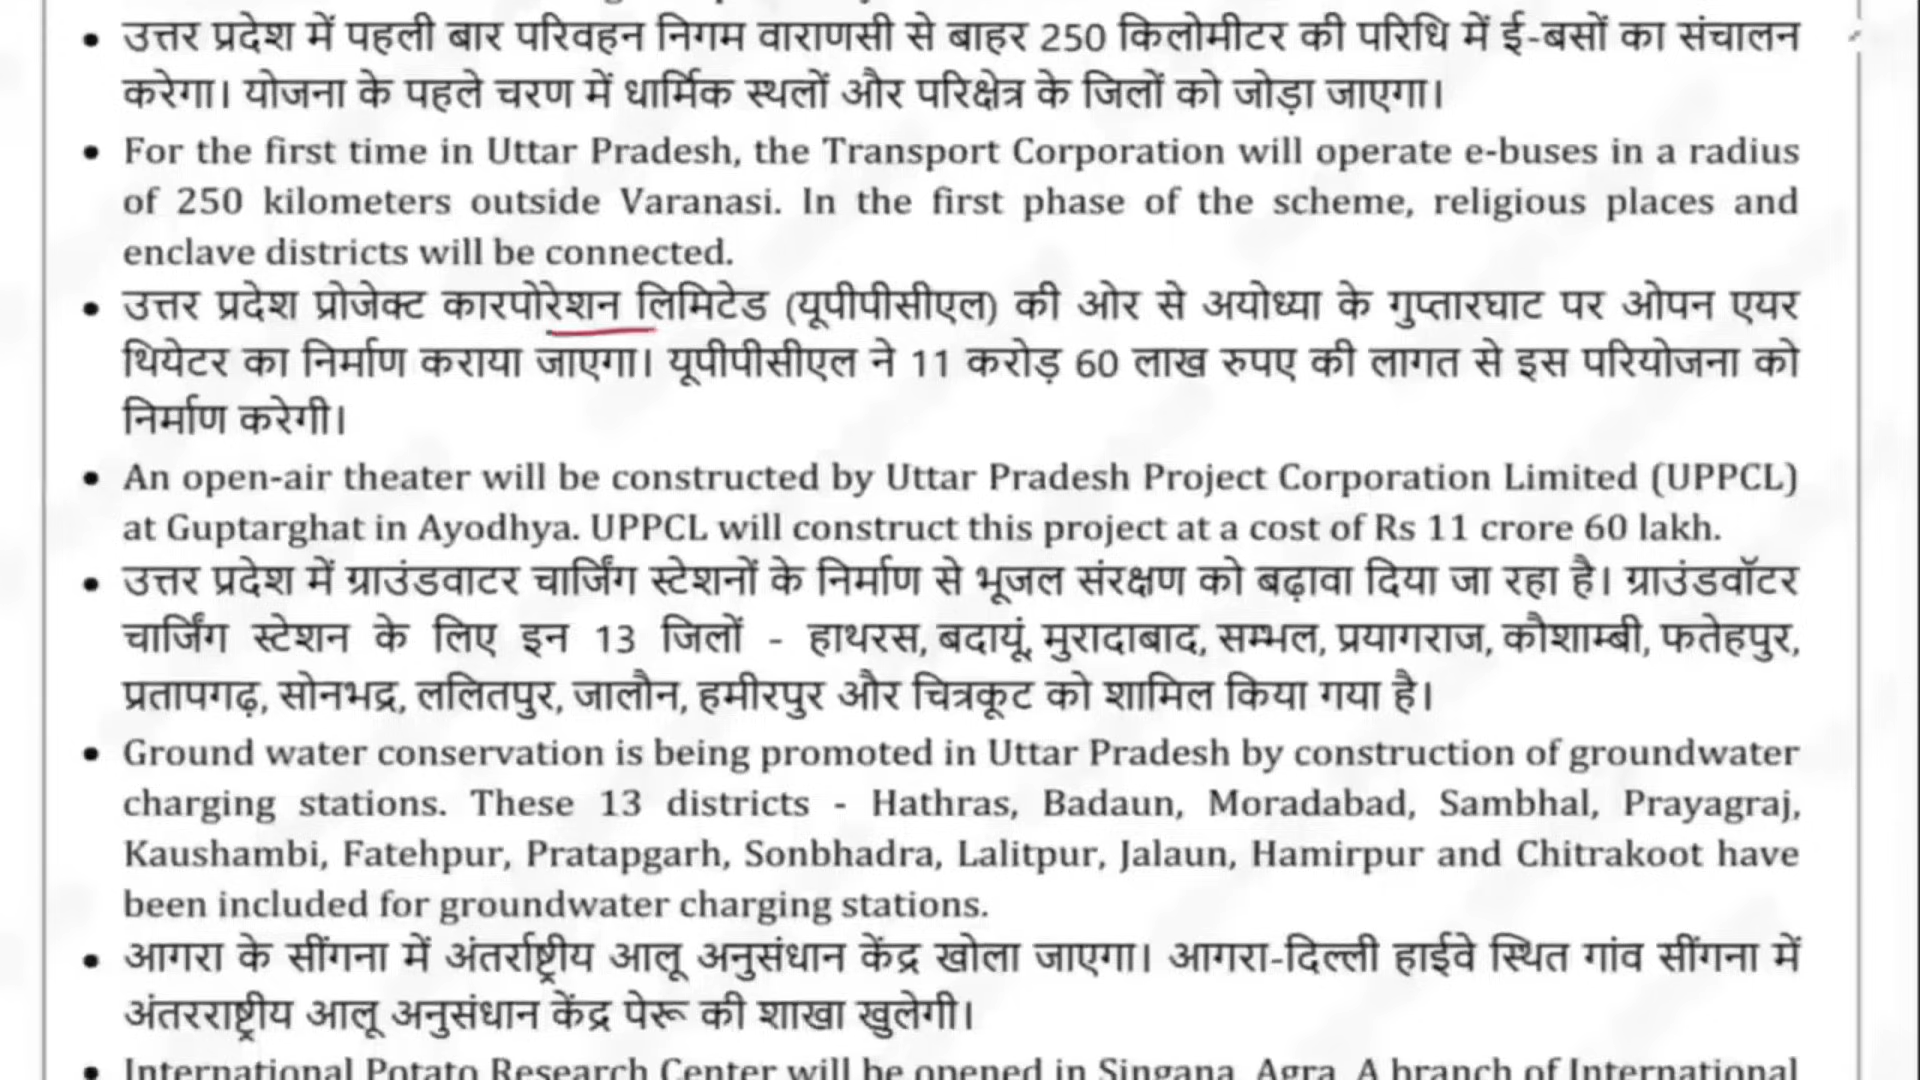 • उत्तर प्रदेश में पहली बार परिवहन निगम वाराणसी से बाहर 250 किलोमीटर की परिधि में ई-बसों का संचालन
करेगा। योजना के पहले चरण में धार्मिक स्थलों और परिक्षेत्र के जिलों को जोड़ा जाएगा।
• For the first time in Uttar Pradesh, the Transport Corporation will operate e-buses in a radius
of 250 kilometers outside Varanasi. In the first phase of the scheme, religious places and
enclave districts will be connected.
• उत्तर प्रदेश प्रोजेक्ट कारपोरेशन लिमिटेड (यूपीपीसीएल) की ओर से अयोध्या के गुप्तारघाट पर ओपन एयर
थियेटर का निर्माण कराया जाएगा। यूपीपीसीएल ने 11 करोड़ 60 लाख रुपए की लागत से इस परियोजना को
निर्माण करेगी।
• An open-air theater will be constructed by Uttar Pradesh Project Corporation Limited (UPPCL)
at Guptarghat in Ayodhya. UPPCL will construct this project at a cost of Rs 11 crore 60 lakh.
• उत्तर प्रदेश में ग्राउंडवाटर चार्जिंग स्टेशनों के निर्माण से भूजल संरक्षण को बढ़ावा दिया जा रहा है। ग्राउंडवॉटर
चार्जिंग स्टेशन के लिए इन 13 जिलों - हाथरस, बदायूं, मुरादाबाद, सम्भल, प्रयागराज, कौशाम्बी, फतेहपुर,
प्रतापगढ़, सोनभद्र, ललितपुर, जालौन, हमीरपुर और चित्रकूट को शामिल किया गया है।
• Ground water conservation is being promoted in Uttar Pradesh by construction of groundwater
charging stations. These 13 districts - Hathras, Badaun, Moradabad, Sambhal, Prayagraj,
Kaushambi, Fatehpur, Pratapgarh, Sonbhadra, Lalitpur, Jalaun, Hamirpur and Chitrakoot have
been included for groundwater charging stations.
• आगरा के सींगना में अंतर्राष्ट्रीय आलू अनुसंधान केंद्र खोला जाएगा। आगरा-दिल्ली हाईवे स्थित गांव सींगना में
अंतरराष्ट्रीय आलू अनुसंधान केंद्र पेरू की शाखा खुलेगी।
• International Potato Research Center will be opened in Singana, Agra. A branch of International